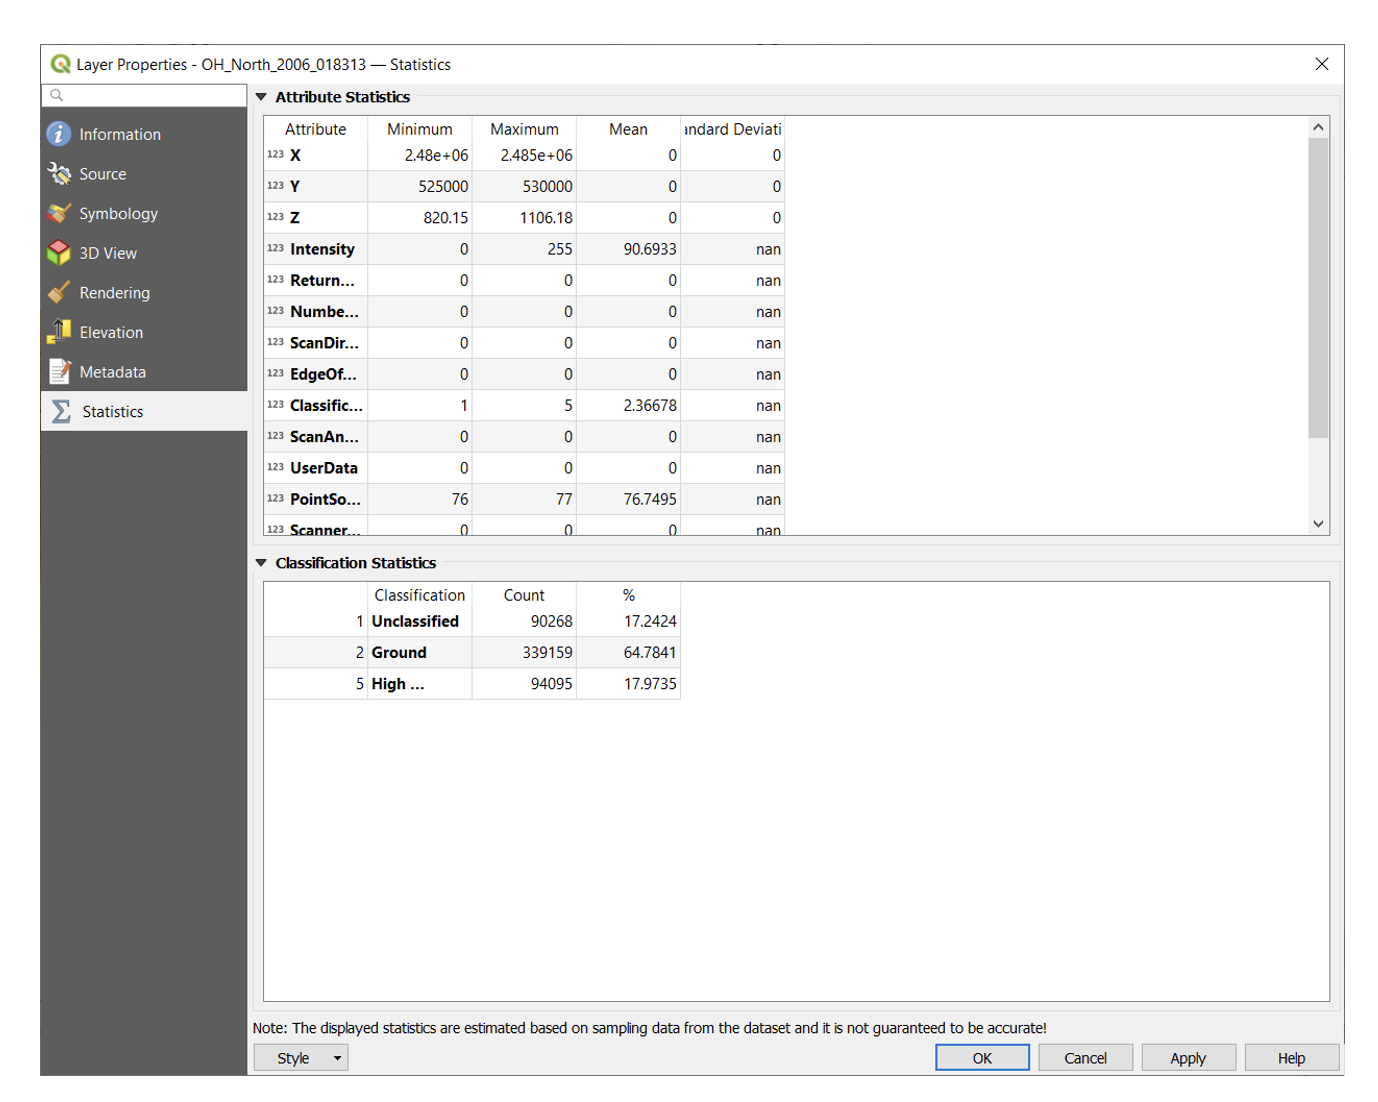 Layer Properties - OH_North_2006_018313 — Statistics
Information
Source
Symbology
3D View
Rendering
Elevation
Metadata
Statistics
Attribute Statistics
Attribute Minimum Maximum Mean andard Deviati
123 X 2.48e+06 2.485e+06 0 0
123 Y 525000 530000 0 0
123 Z 820.15 1106.18 0 0
123 Intensity 0 255 90.6933 nan
123 Return... 0 0 0 nan
123 Numbe... 0 0 0 nan
123 ScanDir... 0 0 0 nan
123 EdgeOf... 0 0 0 nan
123 Classific... 1 5 2.36678 nan
123 ScanAn... 0 0 0 nan
123 UserData 0 0 0 nan
123 PointSo... 76 77 76.7495 nan
123 Scanner... 0 0 0 nan
Classification Statistics
Classification Count %
1 Unclassified 90268 17.2424
2 Ground 339159 64.7841
5 High ... 94095 17.9735
Note: The displayed statistics are estimated based on sampling data from the dataset and it is not guaranteed to be accurate!
Style OK Cancel Apply Help